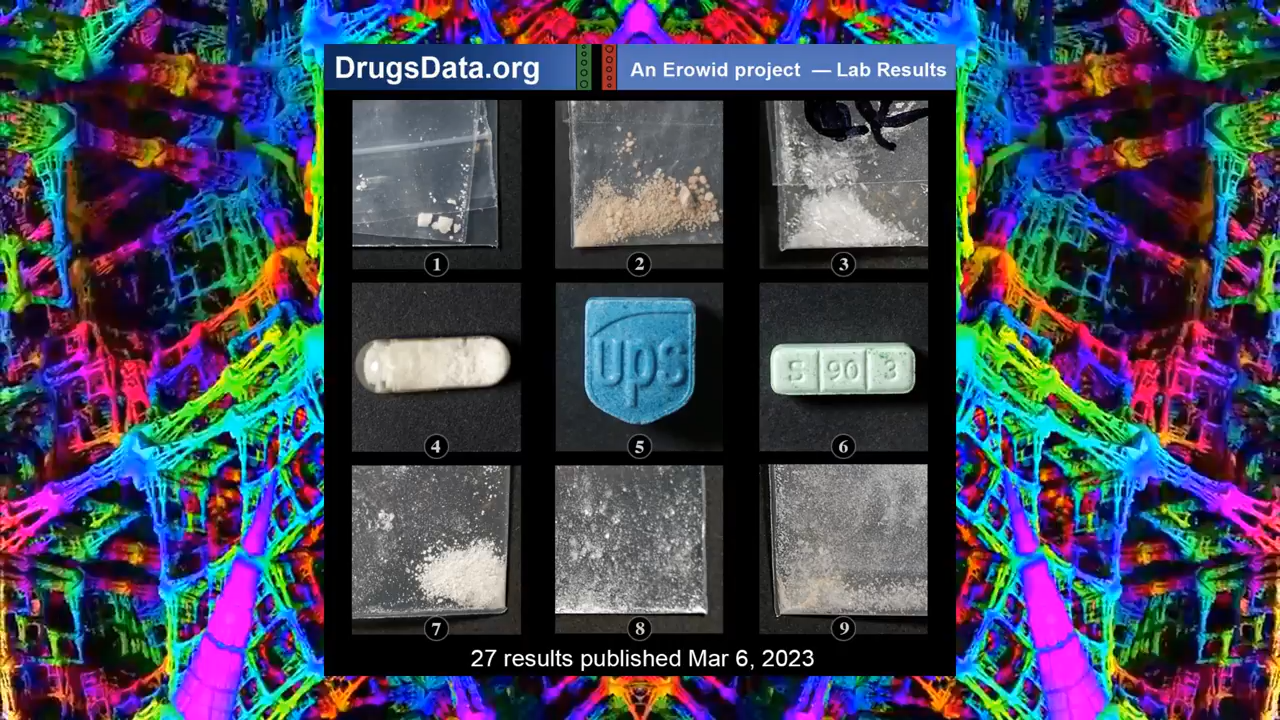 DrugsData.org
An Erowid project — Lab Results
1
2
3
ups
S 90 3
4
5
6
7
8
9
27 results published Mar 6, 2023